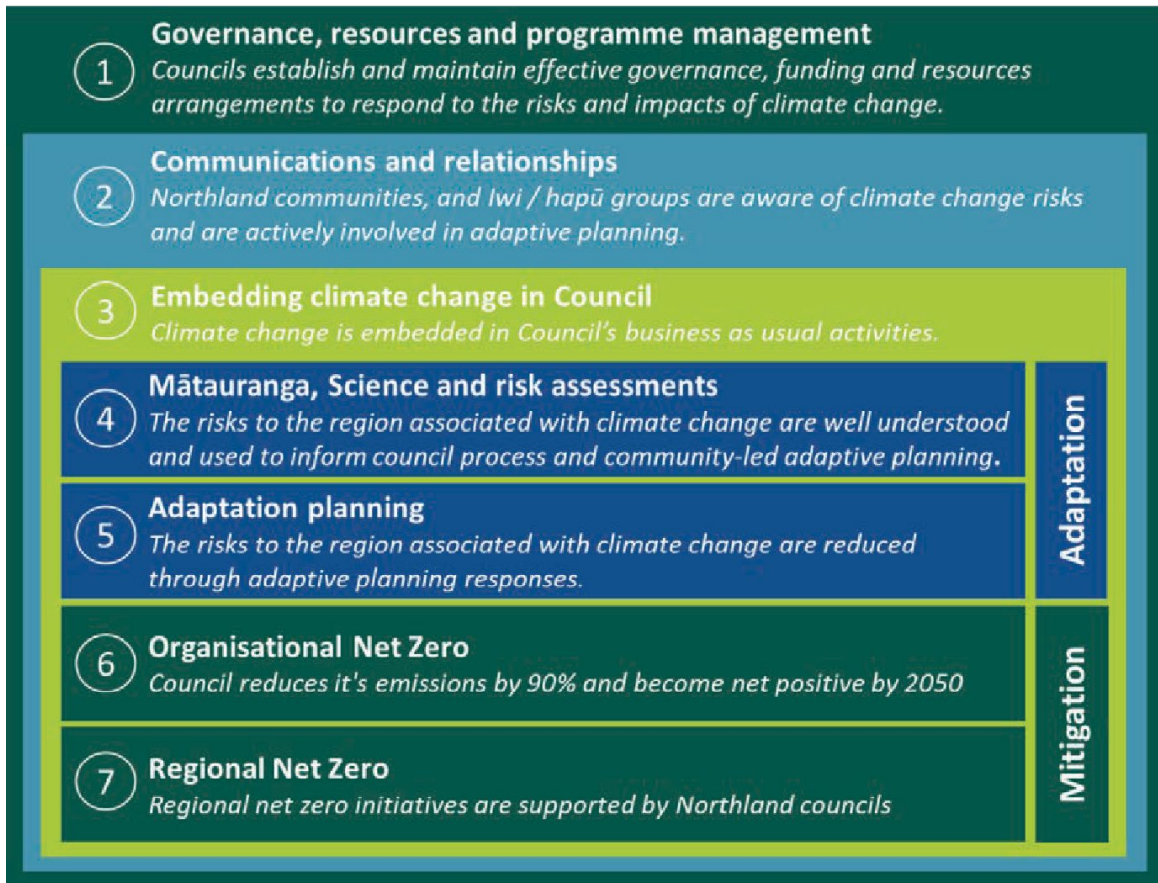 Governance, resources and programme management
1
Councils establish and maintain effective governance, funding and resources
arrangements to respond to the risks and impacts of climate change.
Communications and relationships
2
Northland communities, and Iwi / hapū groups are aware of climate change risks
and are actively involved in adaptive planning.
3
Embedding climate change in Council
Climate change is embedded in Council's business as usual activities.
Mātauranga, Science and risk assessments
4
The risks to the region associated with climate change are well understood
and used to inform council process and community-led adaptive planning.
Adaptation planning
5
The risks to the region associated with climate change are reduced
through adaptive planning responses.
Adaptation
Organisational Net Zero
6
Council reduces it's emissions by 90% and become net positive by 2050
7
Regional Net Zero
Regional net zero initiatives are supported by Northland councils
Mitigation